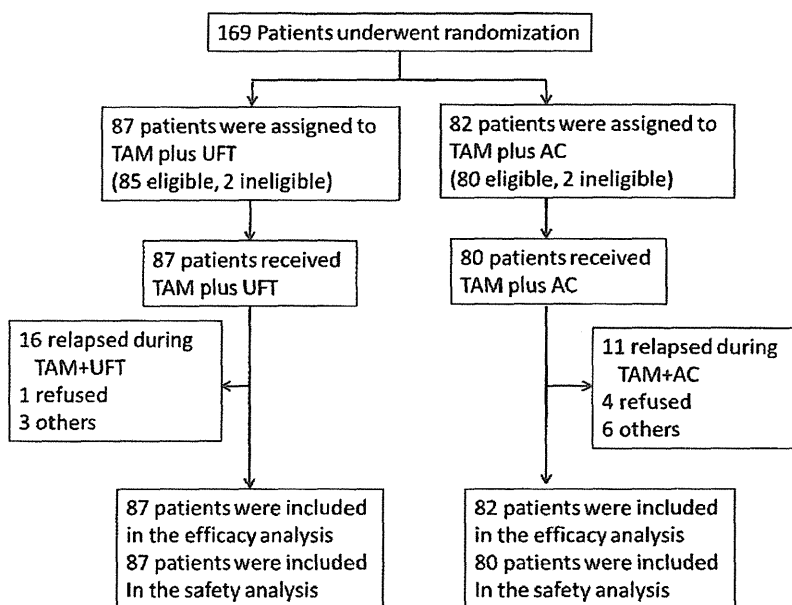 169 Patients underwent randomization
87 patients were assigned to
TAM plus UFT
(85 eligible, 2 ineligible)
82 patients were assigned to
TAM plus AC
(80 eligible, 2 ineligible)
87 patients received
TAM plus UFT
80 patients received
TAM plus AC
16 relapsed during
TAM+UFT
1 refused
3 others
11 relapsed during
TAM+AC
4 refused
6 others
87 patients were included
in the efficacy analysis
87 patients were included
In the safety analysis
82 patients were included
in the efficacy analysis
80 patients were included
In the safety analysis